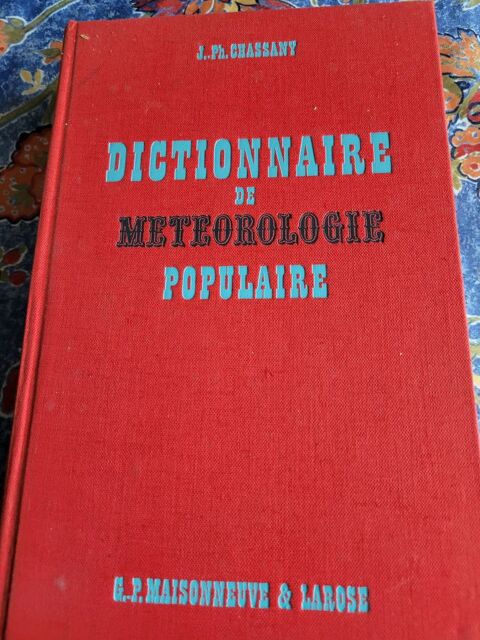 J.-Ph. CHASSANY
DICTIONNAIRE
DE
METEOROLOGIE
POPULAIRE
G.-P. MAISONNEUVE & LAROSE